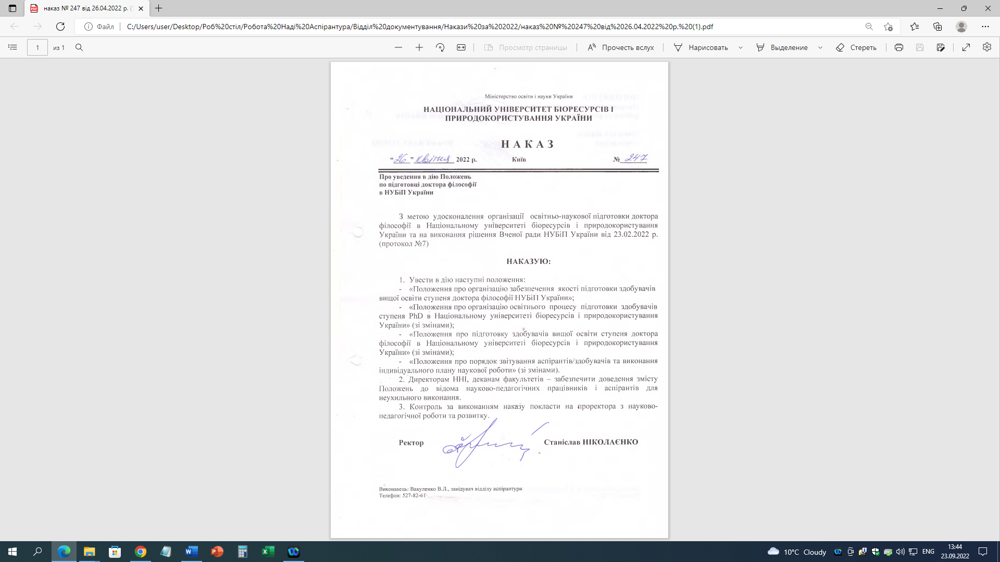 наказ № 247 від 26.04.2022 р. (1
Файл
C:/Users/user/Desktop/Роб%20стіл/Робота%20Наді%20Аспірантура/Відділ%20документування/Накази%20за%202022/наказ%20№%20247%20від%2026.04.2022%20р.%20(1).pdf
1 из 1 Просмотр страницы Прочесть вслух Нарисовать Выделение Стереть
Міністерство освіти і науки України
НАЦІОНАЛЬНИЙ УНІВЕРСИТЕТ БІОРЕСУРСІВ І
ПРИРОДОКОРИСТУВАННЯ УКРАЇНИ
Н А К А З
“26” квітня 2022 р. Київ № 247
Про уведення в дію Положень
по підготовці доктора філософії
в НУБіП України
З метою удосконалення організації освітньо-наукової підготовки доктора
філософії в Національному університеті біоресурсів і природокористування
України та на виконання рішення Вченої ради НУБіП України від 23.02.2022 р.
(протокол №7)
НАКАЗУЮ:
1. Увести в дію наступні положення:
- «Положення про організацію забезпечення якості підготовки здобувачів
вищої освіти ступеня доктора філософії НУБіП України»;
- «Положення про організацію освітнього процесу підготовки здобувачів
ступеня PhD в Національному університеті біоресурсів і природокористування
України» (зі змінами);
- «Положення про підготовку здобувачів вищої освіти ступеня доктора
філософії в Національному університеті біоресурсів і природокористування
України» (зі змінами);
- «Положення про порядок звітування аспірантів/здобувачів та виконання
індивідуального плану наукової роботи» (зі змінами).
2. Директорам ННІ, деканам факультетів – забезпечити доведення змісту
Положень до відома науково-педагогічних працівників і аспірантів для
неухильного виконання.
3. Контроль за виконанням наказу покласти на проректора з науково-
педагогічної роботи та розвитку.
Ректор Станіслав НІКОЛАЄНКО
Виконавець: Вакуленко В.Л., завідувач відділу аспірантури
Телефон: 527-82-61
10°C Cloudy ENG
13:44
23.09.2022